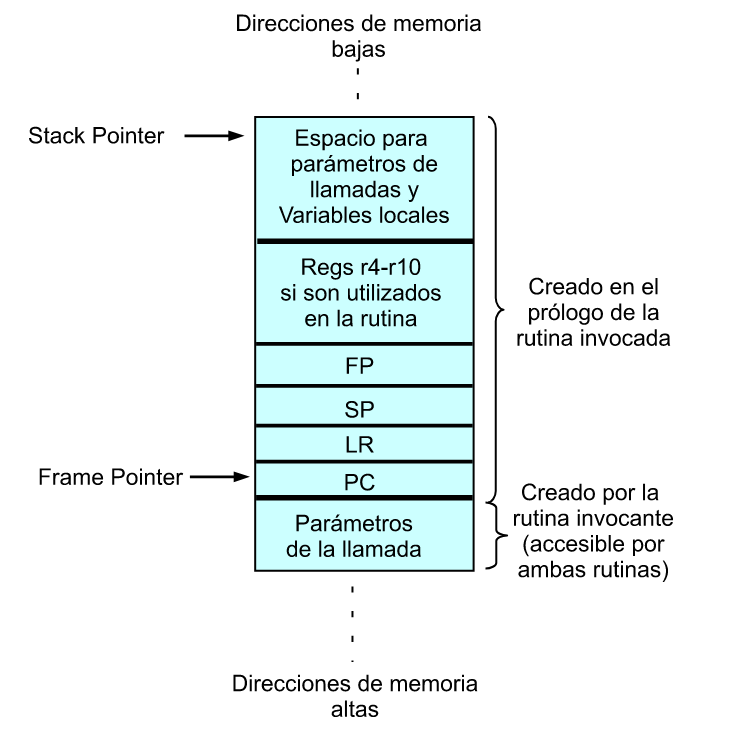 Direcciones de memoria
bajas
Stack Pointer
Espacio para
parámetros de
llamadas y
Variables locales
Regs r4-r10
si son utilizados
en la rutina
Creado en el
prólogo de la
rutina invocada
FP
SP
LR
Frame Pointer
PC
Creado por la
rutina invocante
(accesible por
ambas rutinas)
Parámetros
de la llamada
Direcciones de memoria
altas